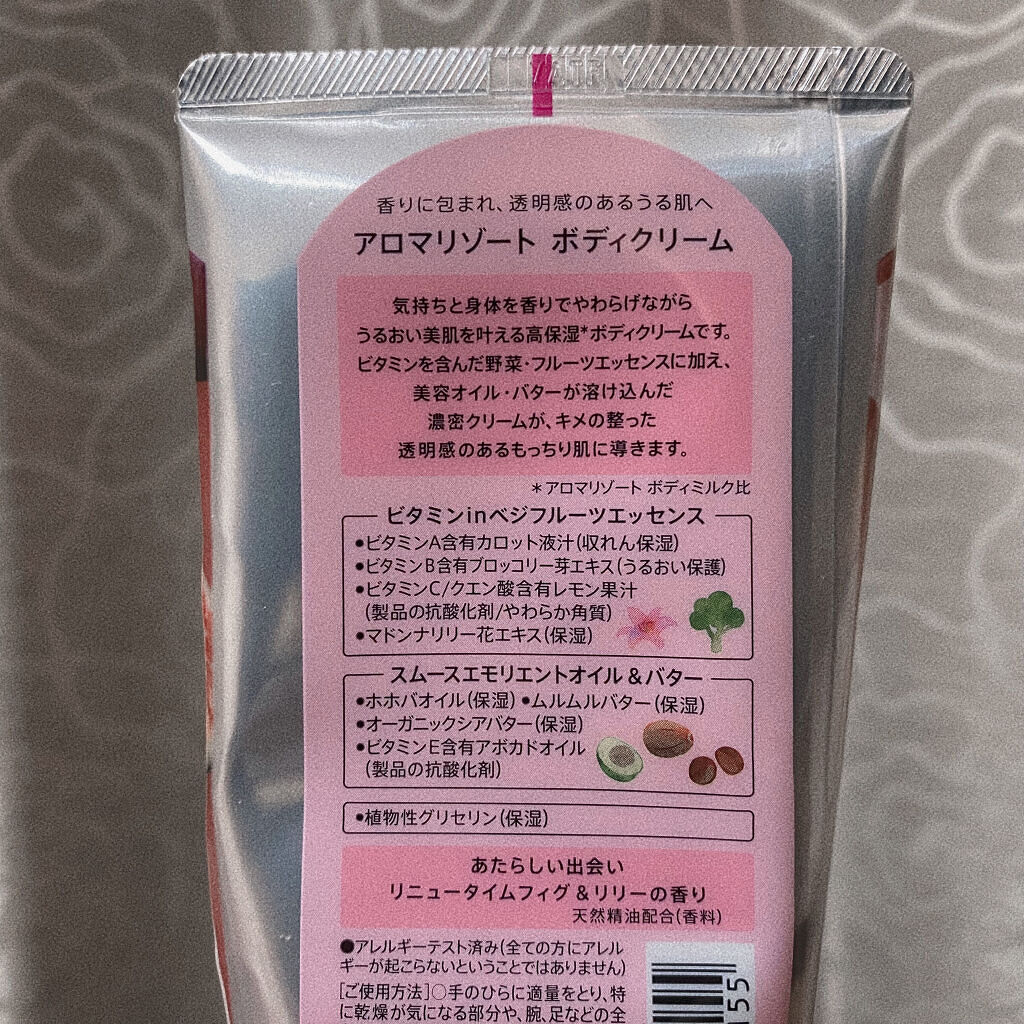 香りに包まれ、透明感のあるうる肌へ
アロマリゾート ボディクリーム
気持ちと身体を香りでやわらげながら
うるおい美肌を叶える高保湿*ボディクリームです。
ビタミンを含んだ野菜・フルーツエッセンスに加え、
美容オイル・バターが溶け込んだ
濃密クリームが、キメの整った
透明感のあるもっちり肌に導きます。
*アロマリゾート ボディミルク比
ビタミンinベジフルーツエッセンス
●ビタミンA含有カロット液汁(収れん保湿)
●ビタミンB含有ブロッコリー芽エキス(うるおい保護)
●ビタミンC/クエン酸含有レモン果汁
(製品の抗酸化剤/やわらか角質)
●マドンナリリー花エキス(保湿)
スムースエモリエントオイル&バター
●ホホバオイル(保湿) ●ムルムルバター(保湿)
●オーガニックシアバター(保湿)
●ビタミンE含有アボカドオイル
(製品の抗酸化剤)
●植物性グリセリン(保湿)
あたらしい出会い
リニュータイムフィグ&リリーの香り
天然精油配合(香料)
●アレルギーテスト済み(全ての方にアレル
ギーが起こらないということではありません)
[ご使用方法]○手のひらに適量をとり、特
に乾燥が気になる部分や、腕、足などの全
55